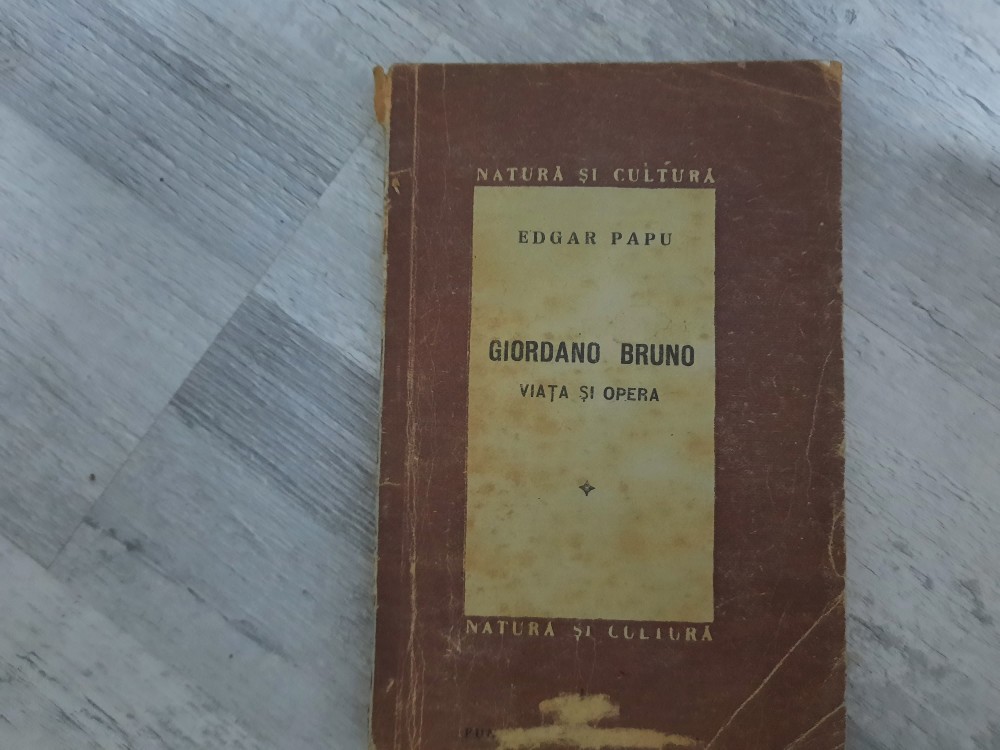 NATURĂ ȘI CULTURĂ
EDGAR PAPU
GIORDANO BRUNO
VIAȚA ȘI OPERA
NATURĂ ȘI CULTURĂ